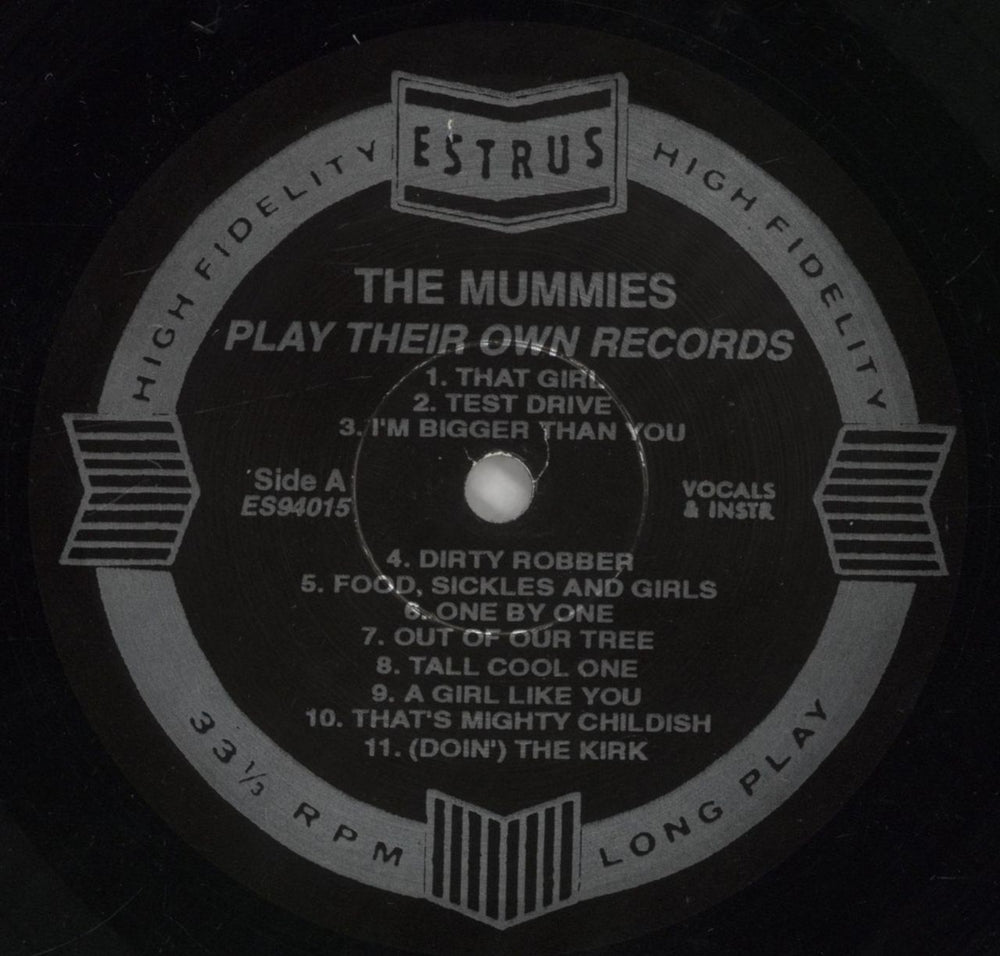 ESTRUS
HIGH FIDELITY
HIGH FIDELITY
THE MUMMIES
PLAY THEIR OWN RECORDS
1. THAT GIRL
2. TEST DRIVE
3. I'M BIGGER THAN YOU
Side A
ES94015
VOCALS
& INSTR
4. DIRTY ROBBER
5. FOOD, SICKLES AND GIRLS
6. ONE BY ONE
7. OUT OF OUR TREE
8. TALL COOL ONE
9. A GIRL LIKE YOU
10. THAT'S MIGHTY CHILDISH
11. (DOIN') THE KIRK
33 1/3 RPM
LONG PLAY